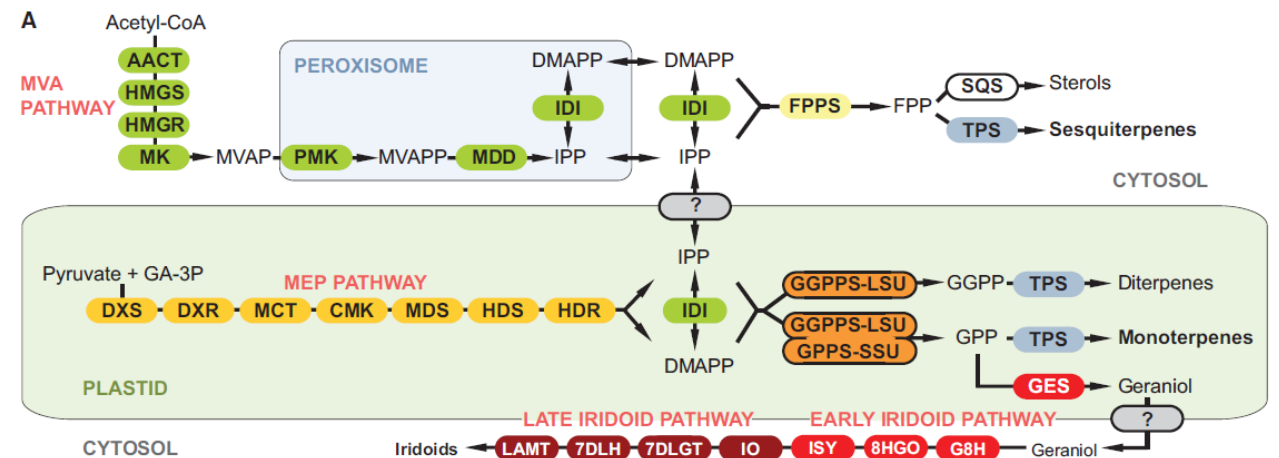 A
Acetyl-CoA
AACT
HMGS
HMGR
MK
MVA
PATHWAY
MVAP
PEROXISOME
PMK
MVAPP
MDD
IPP
IDI
DMAPP
DMAPP
IDI
IPP
FPPS
FPP
SQS
Sterols
TPS
Sesquiterpenes
CYTOSOL
?
IPP
Pyruvate + GA-3P
MEP PATHWAY
DXS
DXR
MCT
CMK
MDS
HDS
HDR
IDI
DMAPP
GGPPS-LSU
GGPP
TPS
Diterpenes
GGPPS-LSU
GPPS-SSU
GPP
TPS
Monoterpenes
GES
Geraniol
PLASTID
?
LATE IRIDOID PATHWAY
EARLY IRIDOID PATHWAY
CYTOSOL
Iridoids
LAMT
7DLH
7DLGT
IO
ISY
8HGO
G8H
Geraniol